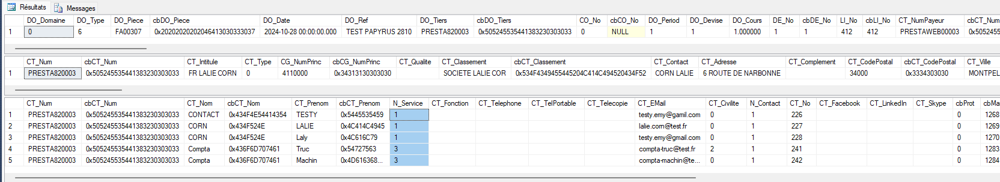 Résultats Messages
DO_Domaine DO_Type DO_Piece cbDO_Piece DO_Date DO_Ref DO_Tiers cbDO_Tiers CO_No cbCO_No DO_Period DO_Devise DO_Cours DE_No cbDE_No LI_No cbLI_No CT_NumPayeur cbCT_Num
1 0 6 FA00307 0x20202020202046413030333037 2024-10-28 00:00:00.000 TEST PAPYRUS 2810 PRESTA820003 0x505245535441383230303033 0 NULL 1 1 1.000000 1 1 412 412 PRESTAWEB00003 0x505245
CT_Num cbCT_Num CT_Intitule CT_Type CG_NumPrinc cbCG_NumPrinc CT_Qualite CT_Classement cbCT_Classement CT_Contact CT_Adresse CT_Complement CT_CodePostal cbCT_CodePostal CT_Ville
1 PRESTA820003 0x505245535441383230303033 FR LALIE CORN 0 4110000 0x34313130303030 SOCIETE LALIE COR 0x534F4349455445204C414C494520434F52 CORN LALIE 6 ROUTE DE NARBONNE 34000 0x3334303030 MONTPEL
CT_Num cbCT_Num CT_Nom cbCT_Nom CT_Prenom cbCT_Prenom N_Service CT_Fonction CT_Telephone CT_TelPortable CT_Telecopie CT_EMail CT_Civilite N_Contact CT_No CT_Facebook CT_LinkedIn CT_Skype cbProt cbMa
1 PRESTA820003 0x505245535441383230303033 CONTACT 0x434F4E54414354 TESTY 0x5445535459 1 testy.emy@gamil.com 0 1 226 0 1268
2 PRESTA820003 0x505245535441383230303033 CORN 0x434F524E LALIE 0x4C414C4945 1 lalie.corn@test.fr 0 1 227 0 1269
3 PRESTA820003 0x505245535441383230303033 CORN 0x434F524E Laly 0x4C616C79 1 testy.emy@gmail.com 0 1 228 0 1270
4 PRESTA820003 0x505245535441383230303033 Compta 0x436F6D707461 Truc 0x54727563 3 compta-truc@test.fr 2 1 241 0 1283
5 PRESTA820003 0x505245535441383230303033 Compta 0x436F6D707461 Machin 0x4D616368... 3 compta-machin@te... 0 1 242 0 1284